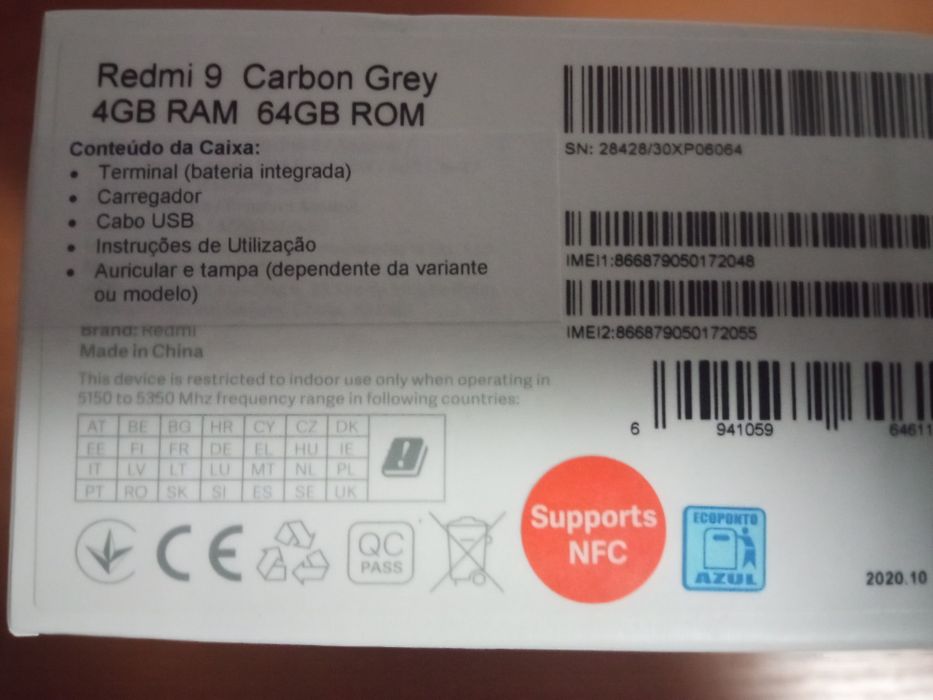 Redmi 9 Carbon Grey
4GB RAM 64GB ROM
Conteúdo da Caixa:
• Terminal (bateria integrada)
• Carregador
• Cabo USB
• Instruções de Utilização
• Auricular e tampa (dependente da variante
ou modelo)
Brand: Redmi
Made in China
This device is restricted to indoor use only when operating in
5150 to 5350 Mhz frequency range in following countries:
AT BE BG HR CY CZ DK
EE FI FR DE EL HU IE
IT LV LT LU MT NL PL
PT RO SK SI ES SE UK
CE
QC
PASS
SN: 28428/30XP06064
IMEI1:866879050172048
IMEI2:866879050172055
6 941059 64611
Supports
NFC
ECOPONTO
AZUL
2020.10